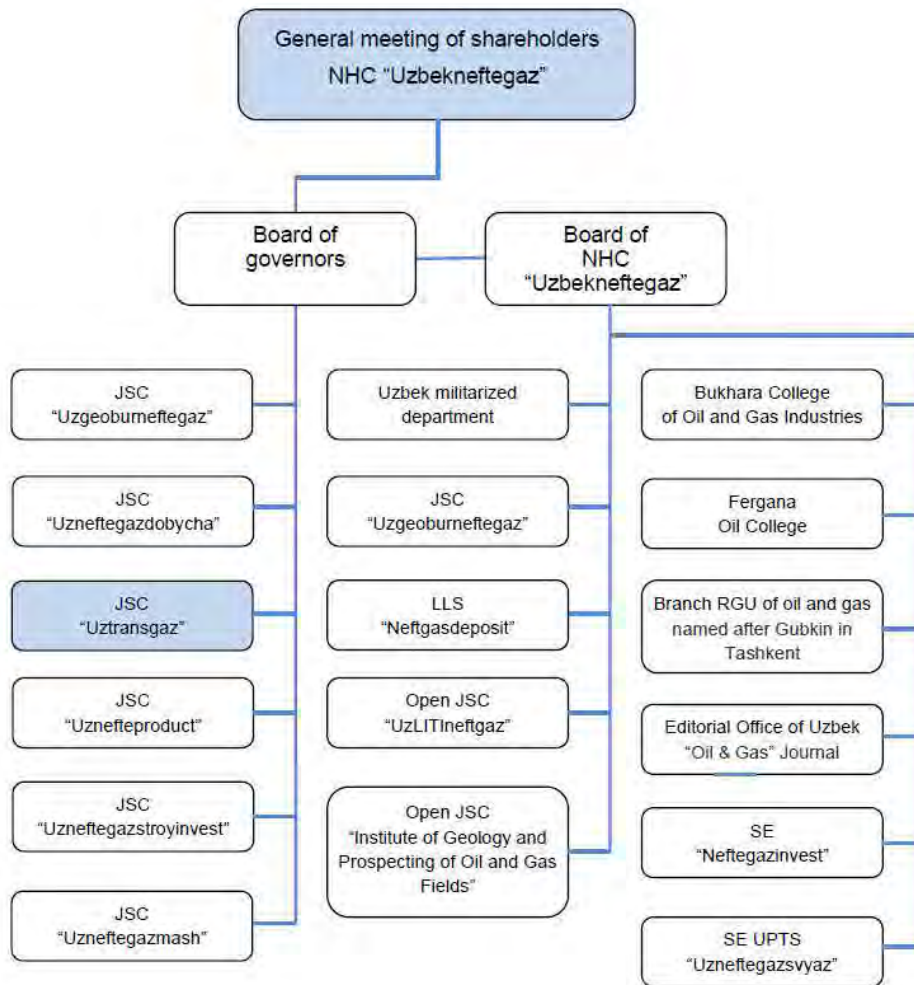 General meeting of shareholders
NHC “Uzbekneftegaz”
Board of
governors
Board of
NHC
“Uzbekneftegaz”
JSC
“Uzgeoburneftegaz”
JSC
“Uzneftegazdobycha”
JSC
“Uztransgaz”
JSC
“Uznefteproduct”
JSC
“Uzneftegazstroyinvest”
JSC
“Uzneftegazmash”
Uzbek militarized
department
JSC
“Uzgeoburneftegaz”
LLS
“Neftgasdeposit”
Open JSC
“UzLITIneftgaz”
Open JSC
“Institute of Geology and
Prospecting of Oil and Gas
Fields”
Bukhara College
of Oil and Gas Industries
Fergana
Oil College
Branch RGU of oil and gas
named after Gubkin in
Tashkent
Editorial Office of Uzbek
“Oil & Gas” Journal
SE
“Neftegazinvest”
SE UPTS
“Uzneftegazsvyaz”